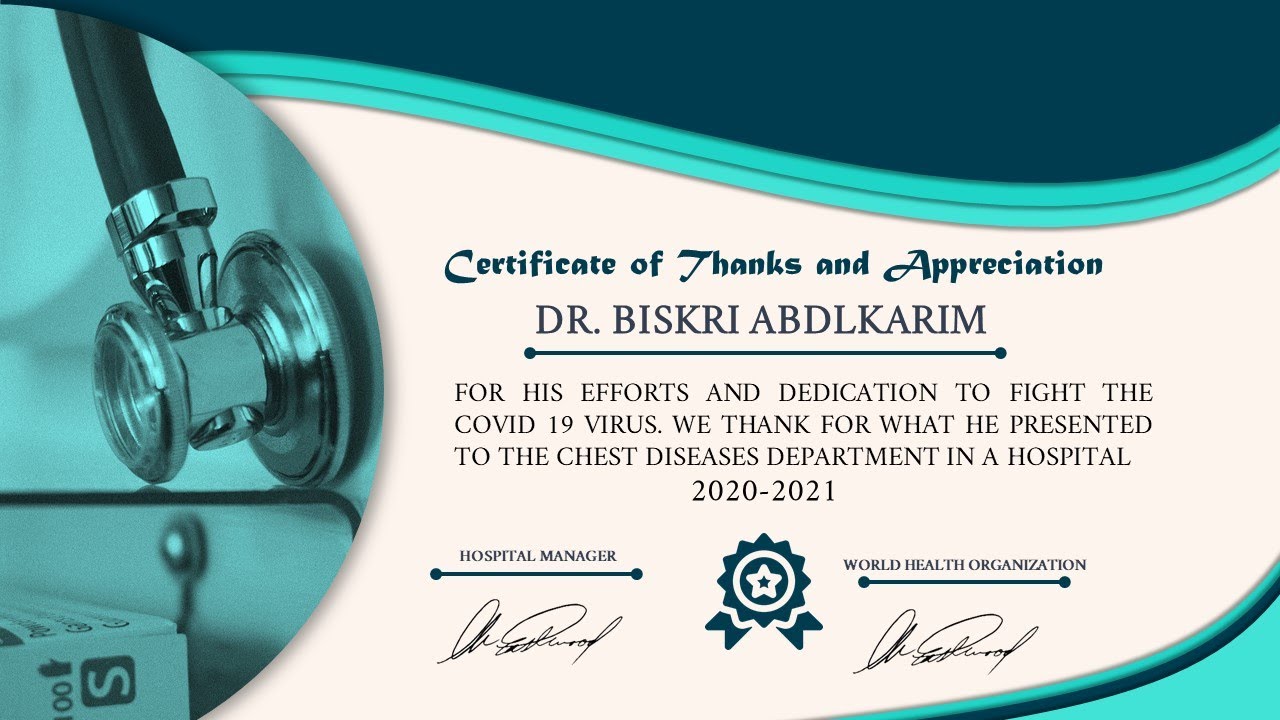 Certificate of Thanks and Appreciation
DR. BISKRI ABDLKARIM
FOR HIS EFFORTS AND DEDICATION TO FIGHT THE
COVID 19 VIRUS. WE THANK FOR WHAT HE PRESENTED
TO THE CHEST DISEASES DEPARTMENT IN A HOSPITAL
2020-2021
HOSPITAL MANAGER
WORLD HEALTH ORGANIZATION
100
S